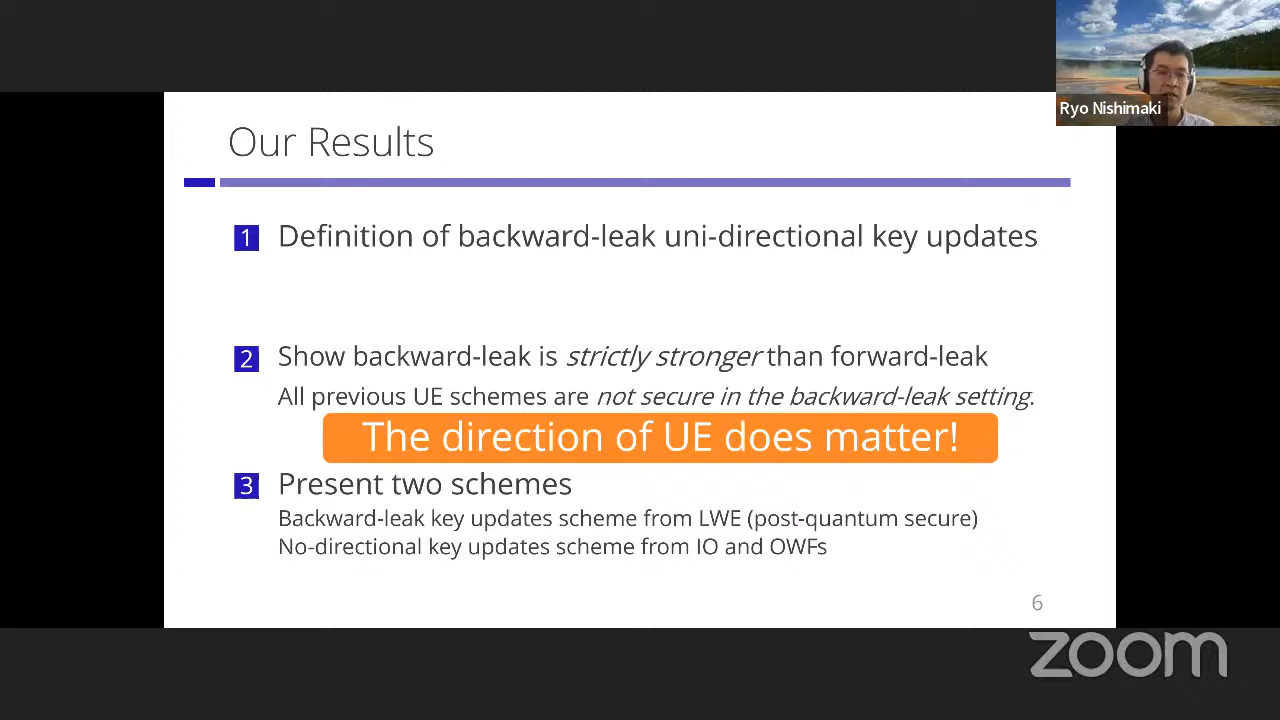 Ryo Nishimaki
Our Results
1 Definition of backward-leak uni-directional key updates
2 Show backward-leak is strictly stronger than forward-leak
All previous UE schemes are not secure in the backward-leak setting.
The direction of UE does matter!
3 Present two schemes
Backward-leak key updates scheme from LWE (post-quantum secure)
No-directional key updates scheme from IO and OWFs
6
zoom